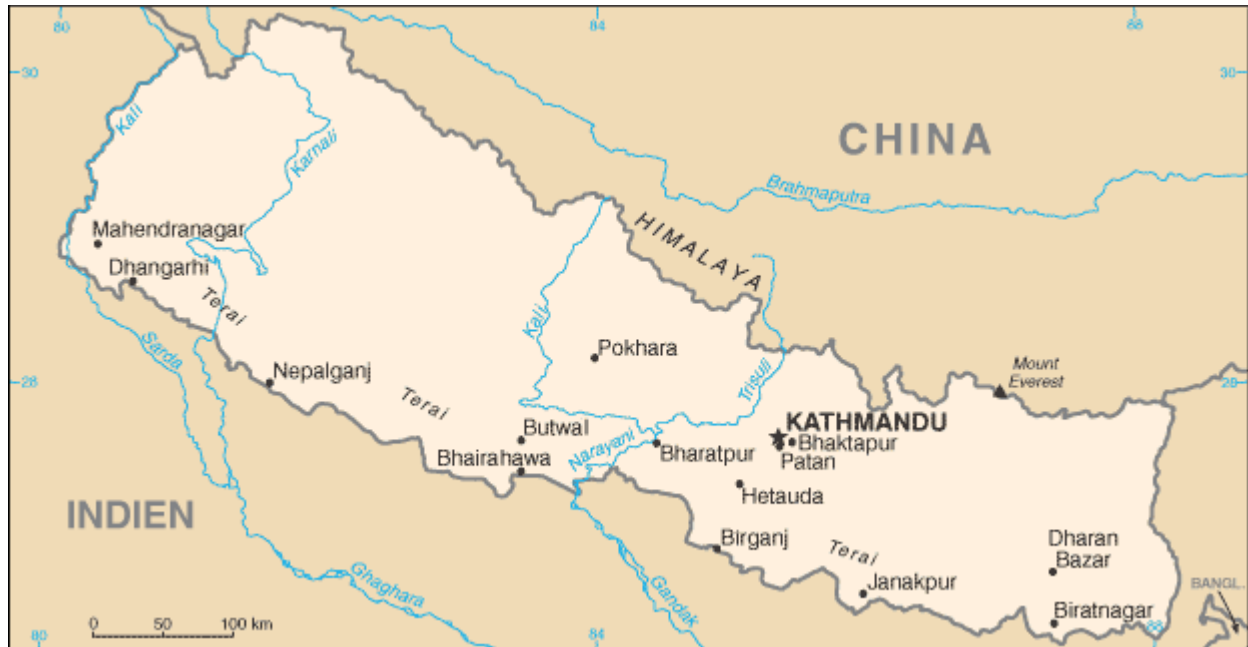 80
84
88
30
30
Kali
Karnali
CHINA
Brahmaputra
Mahendranagar
HIMALAYA
Dhangarhi
Terai
Kali
Sarda
Pokhara
Trisuli
Nepalganj
Mount
Everest
28
28
Terai
KATHMANDU
Butwal
Narayani
Bharatpur
Bhaktapur
Bhairahawa
Patan
Hetauda
INDIEN
Birganj
Terai
Dharan
Bazar
Ghaghara
Gandak
Janakpur
BANGL.
Biratnagar
0 50 100 km
80
84
88